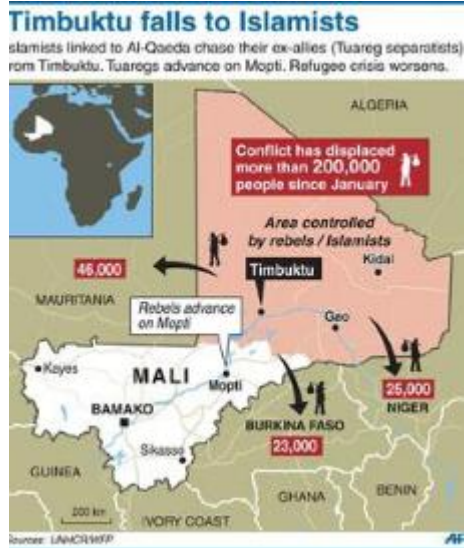 Timbuktu falls to Islamists
slamists linked to Al-Qaeda chase their ex-allies (Tuareg separatists)
rom Timbuktu. Tuaregs advance on Mopti. Refugee crisis worsens.
ALGERIA
Conflict has displaced
more than 200,000
people since January
Area controlled
by rebels / Islamists
Kidal
46,000
Timbuktu
MAURITANIA
Rebels advance
on Mopti
Gao
Kayes
MALI
Mopti
25,000
NIGER
BAMAKO
BURKINA FASO
23,000
Sikasso
GUINEA
GHANA
BENIN
200 km
IVORY COAST
Sources: UNHCR/WFP
AF